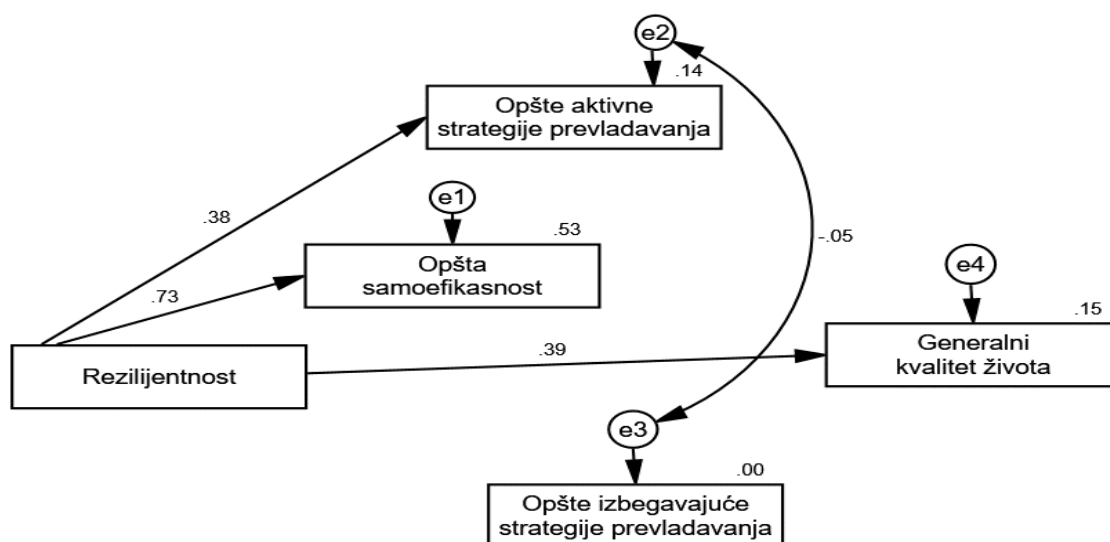 e2
.14
Opšte aktivne
strategije prevladavanja
.38
e1
.53
Opšta
samoefikasnost
-.05
e4
.73
.15
Generalni
kvalitet života
.39
Rezilijentnost
e3
.00
Opšte izbegavajuće
strategije prevladavanja